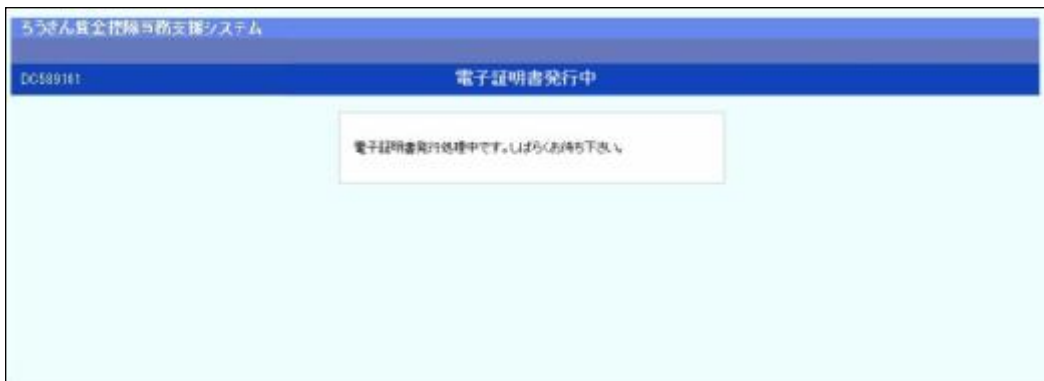 ろうきん賃金控除事務支援システム
DC589101
電子証明書発行中
電子証明書発行処理中です。しばらくお待ち下さい。